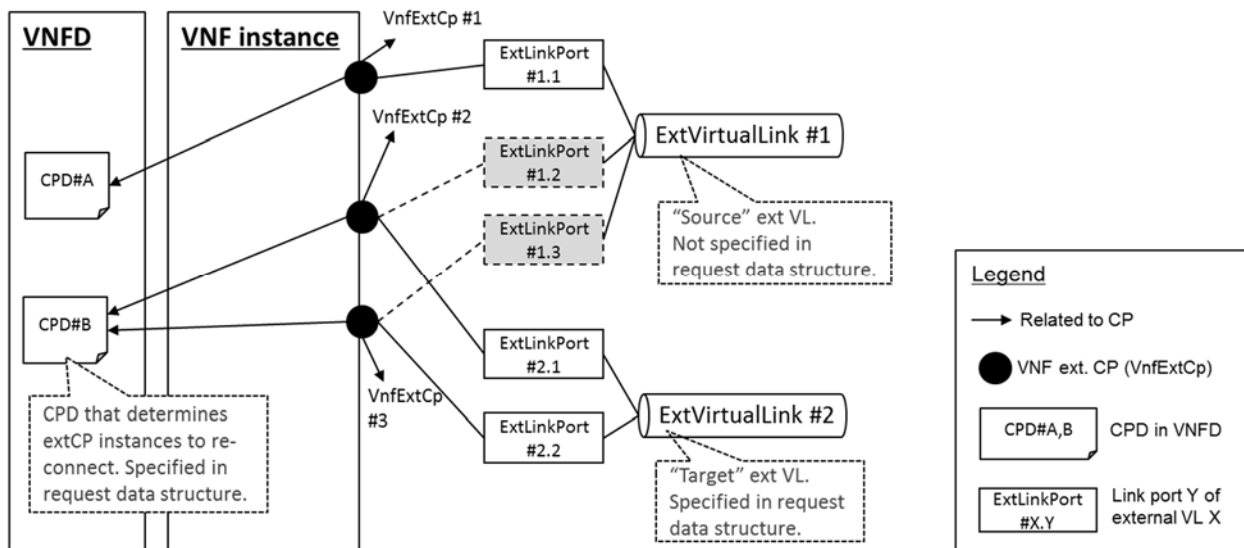 VNFD
VNF instance
VnfExtCp #1
VnfExtCp #2
VnfExtCp
#3
CPD#A
CPD#B
CPD that determines
extCP instances to re-
connect. Specified in
request data structure.
ExtLinkPort
#1.1
ExtLinkPort
#1.2
ExtLinkPort
#1.3
ExtLinkPort
#2.1
ExtLinkPort
#2.2
ExtVirtualLink #1
“Source” ext VL.
Not specified in
request data structure.
ExtVirtualLink #2
“Target” ext VL.
Specified in request
data structure.
Legend
Related to CP
VNF ext. CP (VnfExtCp)
CPD#A,B
CPD in VNFD
ExtLinkPort
#X.Y
Link port Y of
external VL X